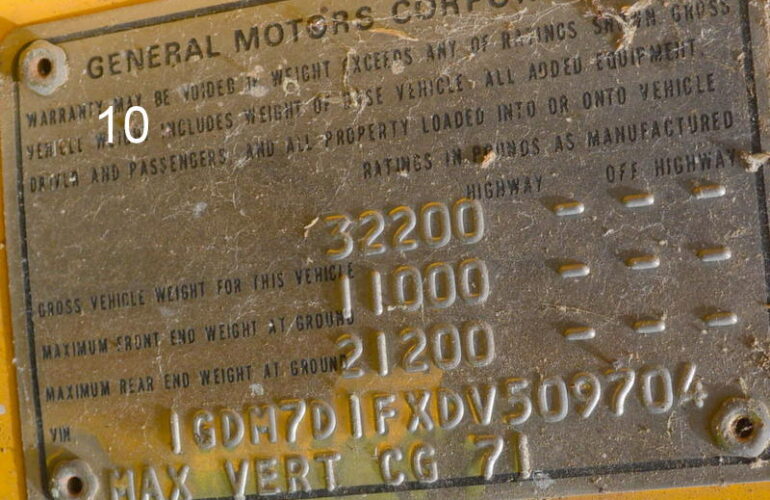 GENERAL MOTORS CORPOR
WARRANTY MAY BE VOIDED IF WEIGHT EXCEEDS ANY OF RATINGS SHOWN GROSS
VEHICLE WEIGHT INCLUDES WEIGHT OF BASE VEHICLE, ALL ADDED EQUIPMENT.
DRIVER AND PASSENGERS, AND ALL PROPERTY LOADED INTO OR ONTO VEHICLE
RATINGS IN POUNDS AS MANUFACTURED
HIGHWAY OFF HIGHWAY
GROSS VEHICLE WEIGHT FOR THIS VEHICLE 32200 - - -
MAXIMUM FRONT END WEIGHT AT GROUND 11000 - - -
MAXIMUM REAR END WEIGHT AT GROUND 21200 - - -
VIN 1GDM7D1FXDV509704
MAX VERT CG 71
10